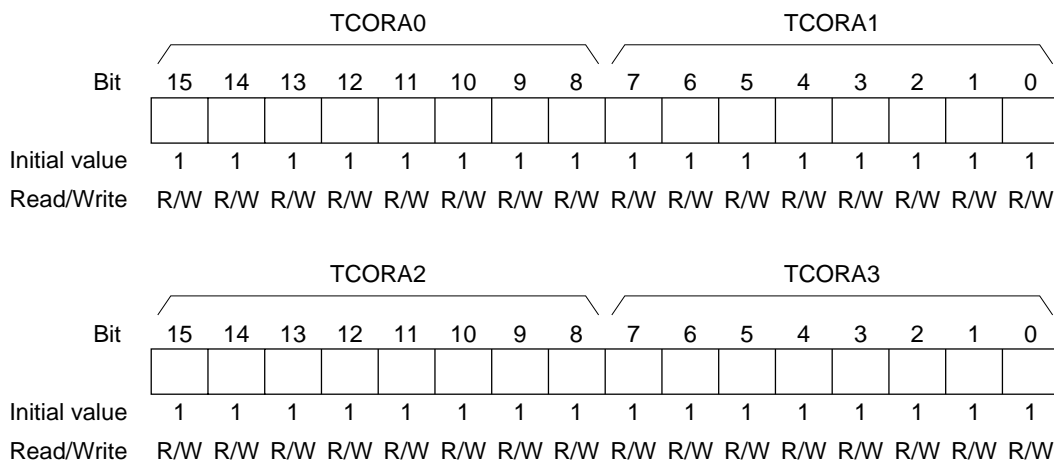 TCORA0 TCORA1
Bit 15 14 13 12 11 10 9 8 7 6 5 4 3 2 1 0
Initial value 1 1 1 1 1 1 1 1 1 1 1 1 1 1 1 1
Read/Write R/W R/W R/W R/W R/W R/W R/W R/W R/W R/W R/W R/W R/W R/W R/W R/W
TCORA2 TCORA3
Bit 15 14 13 12 11 10 9 8 7 6 5 4 3 2 1 0
Initial value 1 1 1 1 1 1 1 1 1 1 1 1 1 1 1 1
Read/Write R/W R/W R/W R/W R/W R/W R/W R/W R/W R/W R/W R/W R/W R/W R/W R/W